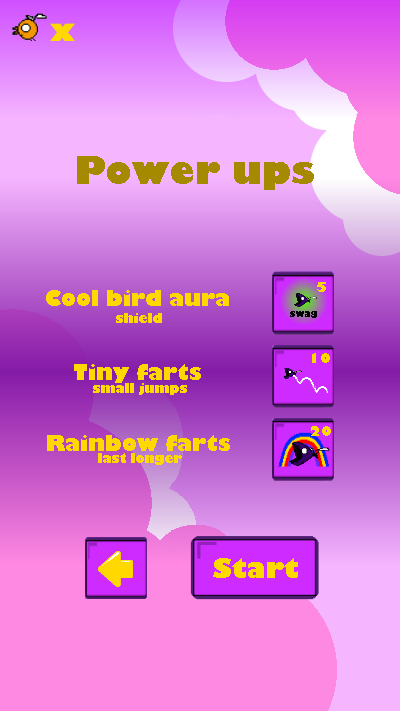 x
Power ups
Cool bird aura
shield
5
swag
Tiny farts
small jumps
10
Rainbow farts
last longer
20
Start